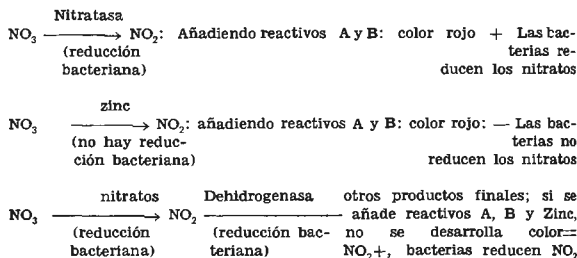 Nitratasa
NO3 ⟶ NO2: Añadiendo reactivos A y B: color rojo + Las bac-
(reducción terias re-
bacteriana) ducen los nitratos
zinc
NO3 ⟶ NO2: añadiendo reactivos A y B: color rojo: — Las bac-
(no hay reduc- terias no
ción bacteriana) reducen los nitratos
nitratos Dehidrogenasa otros productos finales; si se
NO3 ⟶ NO2 ⟶ añade reactivos A, B y Zinc,
(reducción (reducción bac- no se desarrolla color=
bacteriana) teriana) NO2+, bacterias reducen NO2